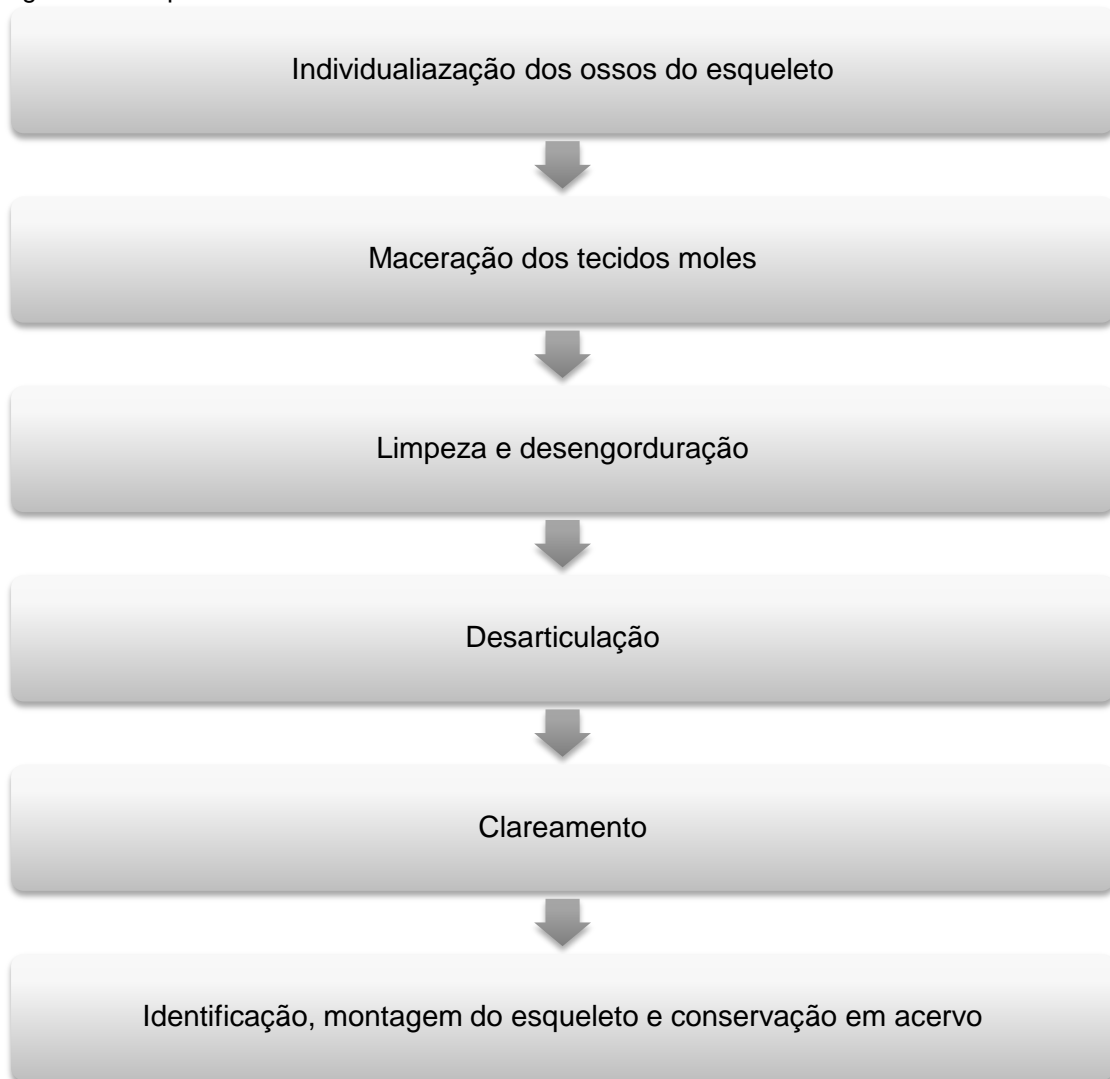 Individualiazação dos ossos do esqueleto
Maceração dos tecidos moles
Limpeza e desengorduração
Desarticulação
Clareamento
Identificação, montagem do esqueleto e conservação em acervo